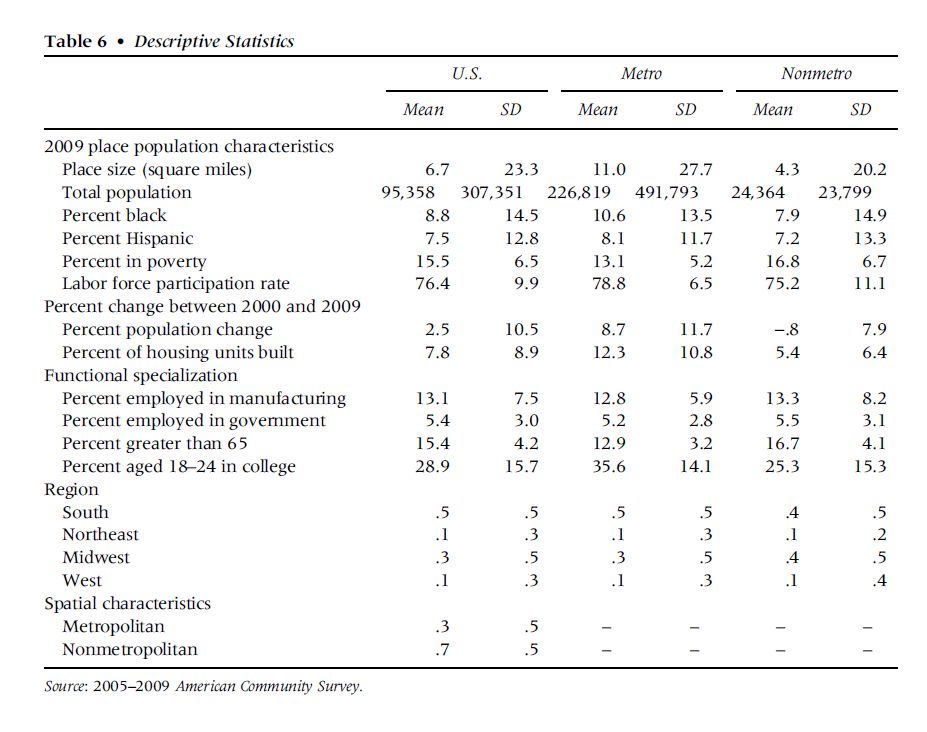 Table 6 • Descriptive Statistics
U.S. Metro Nonmetro
Mean SD Mean SD Mean SD
2009 place population characteristics
Place size (square miles) 6.7 23.3 11.0 27.7 4.3 20.2
Total population 95,358 307,351 226,819 491,793 24,364 23,799
Percent black 8.8 14.5 10.6 13.5 7.9 14.9
Percent Hispanic 7.5 12.8 8.1 11.7 7.2 13.3
Percent in poverty 15.5 6.5 13.1 5.2 16.8 6.7
Labor force participation rate 76.4 9.9 78.8 6.5 75.2 11.1
Percent change between 2000 and 2009
Percent population change 2.5 10.5 8.7 11.7 −.8 7.9
Percent of housing units built 7.8 8.9 12.3 10.8 5.4 6.4
Functional specialization
Percent employed in manufacturing 13.1 7.5 12.8 5.9 13.3 8.2
Percent employed in government 5.4 3.0 5.2 2.8 5.5 3.1
Percent greater than 65 15.4 4.2 12.9 3.2 16.7 4.1
Percent aged 18–24 in college 28.9 15.7 35.6 14.1 25.3 15.3
Region
South .5 .5 .5 .5 .4 .5
Northeast .1 .3 .1 .3 .1 .2
Midwest .3 .5 .3 .5 .4 .5
West .1 .3 .1 .3 .1 .4
Spatial characteristics
Metropolitan .3 .5 – – – –
Nonmetropolitan .7 .5 – – – –
Source: 2005–2009 American Community Survey.